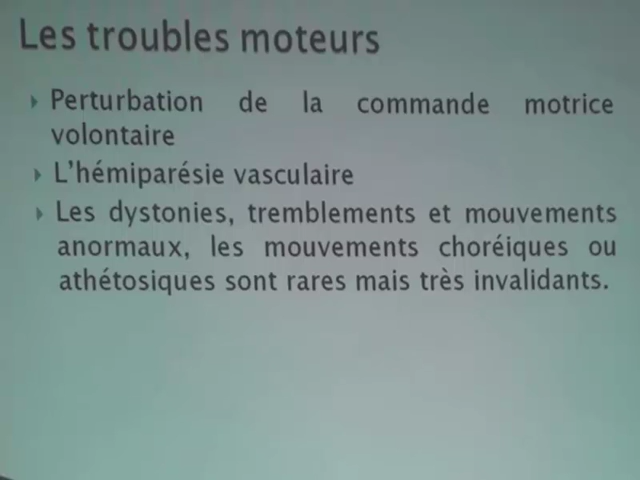 Les troubles moteurs
Perturbation de la commande motrice
volontaire
L'hémiparésie vasculaire
Les dystonies, tremblements et mouvements
anormaux, les mouvements choréiques ou
athétosiques sont rares mais très invalidants.